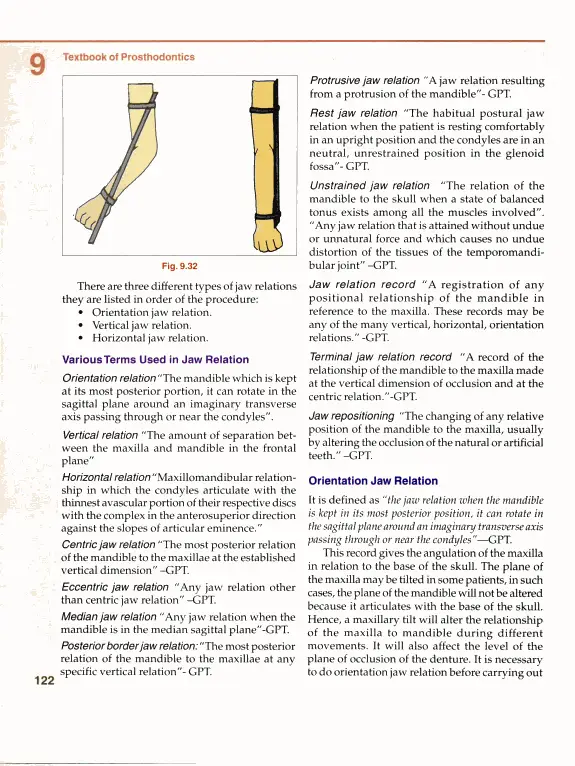 9
Textbook of Prosthodontics
Fig. 9.32
There are three different types of jaw relations
they are listed in order of the procedure:
• Orientation jaw relation.
• Vertical jaw relation.
• Horizontal jaw relation.
Various Terms Used in Jaw Relation
Orientation relation "The mandible which is kept
at its most posterior portion, it can rotate in the
sagittal plane around an imaginary transverse
axis passing through or near the condyles".
Vertical relation "The amount of separation bet-
ween the maxilla and mandible in the frontal
plane"
Horizontal relation "Maxillomandibular relation-
ship in which the condyles articulate with the
thinnest avascular portion of their respective discs
with the complex in the anterosuperior direction
against the slopes of articular eminence."
Centric jaw relation "The most posterior relation
of the mandible to the maxillae at the established
vertical dimension" –GPT.
Eccentric jaw relation "Any jaw relation other
than centric jaw relation" –GPT.
Median jaw relation "Any jaw relation when the
mandible is in the median sagittal plane"-GPT.
Posterior border jaw relation: "The most posterior
relation of the mandible to the maxillae at any
specific vertical relation"- GPT.
122
Protrusive jaw relation "A jaw relation resulting
from a protrusion of the mandible"- GPT.
Rest jaw relation "The habitual postural jaw
relation when the patient is resting comfortably
in an upright position and the condyles are in an
neutral, unrestrained position in the glenoid
fossa"- GPT.
Unstrained jaw relation "The relation of the
mandible to the skull when a state of balanced
tonus exists among all the muscles involved".
"Any jaw relation that is attained without undue
or unnatural force and which causes no undue
distortion of the tissues of the temporomandi-
bular joint" –GPT.
Jaw relation record "A registration of any
positional relationship of the mandible in
reference to the maxilla. These records may be
any of the many vertical, horizontal, orientation
relations." -GPT.
Terminal jaw relation record "A record of the
relationship of the mandible to the maxilla made
at the vertical dimension of occlusion and at the
centric relation."-GPT.
Jaw repositioning "The changing of any relative
position of the mandible to the maxilla, usually
by altering the occlusion of the natural or artificial
teeth." –GPT.
Orientation Jaw Relation
It is defined as "the jaw relation when the mandible
is kept in its most posterior position, it can rotate in
the sagittal plane around an imaginary transverse axis
passing through or near the condyles"—GPT.
This record gives the angulation of the maxilla
in relation to the base of the skull. The plane of
the maxilla may be tilted in some patients, in such
cases, the plane of the mandible will not be altered
because it articulates with the base of the skull.
Hence, a maxillary tilt will alter the relationship
of the maxilla to mandible during different
movements. It will also affect the level of the
plane of occlusion of the denture. It is necessary
to do orientation jaw relation before carrying out